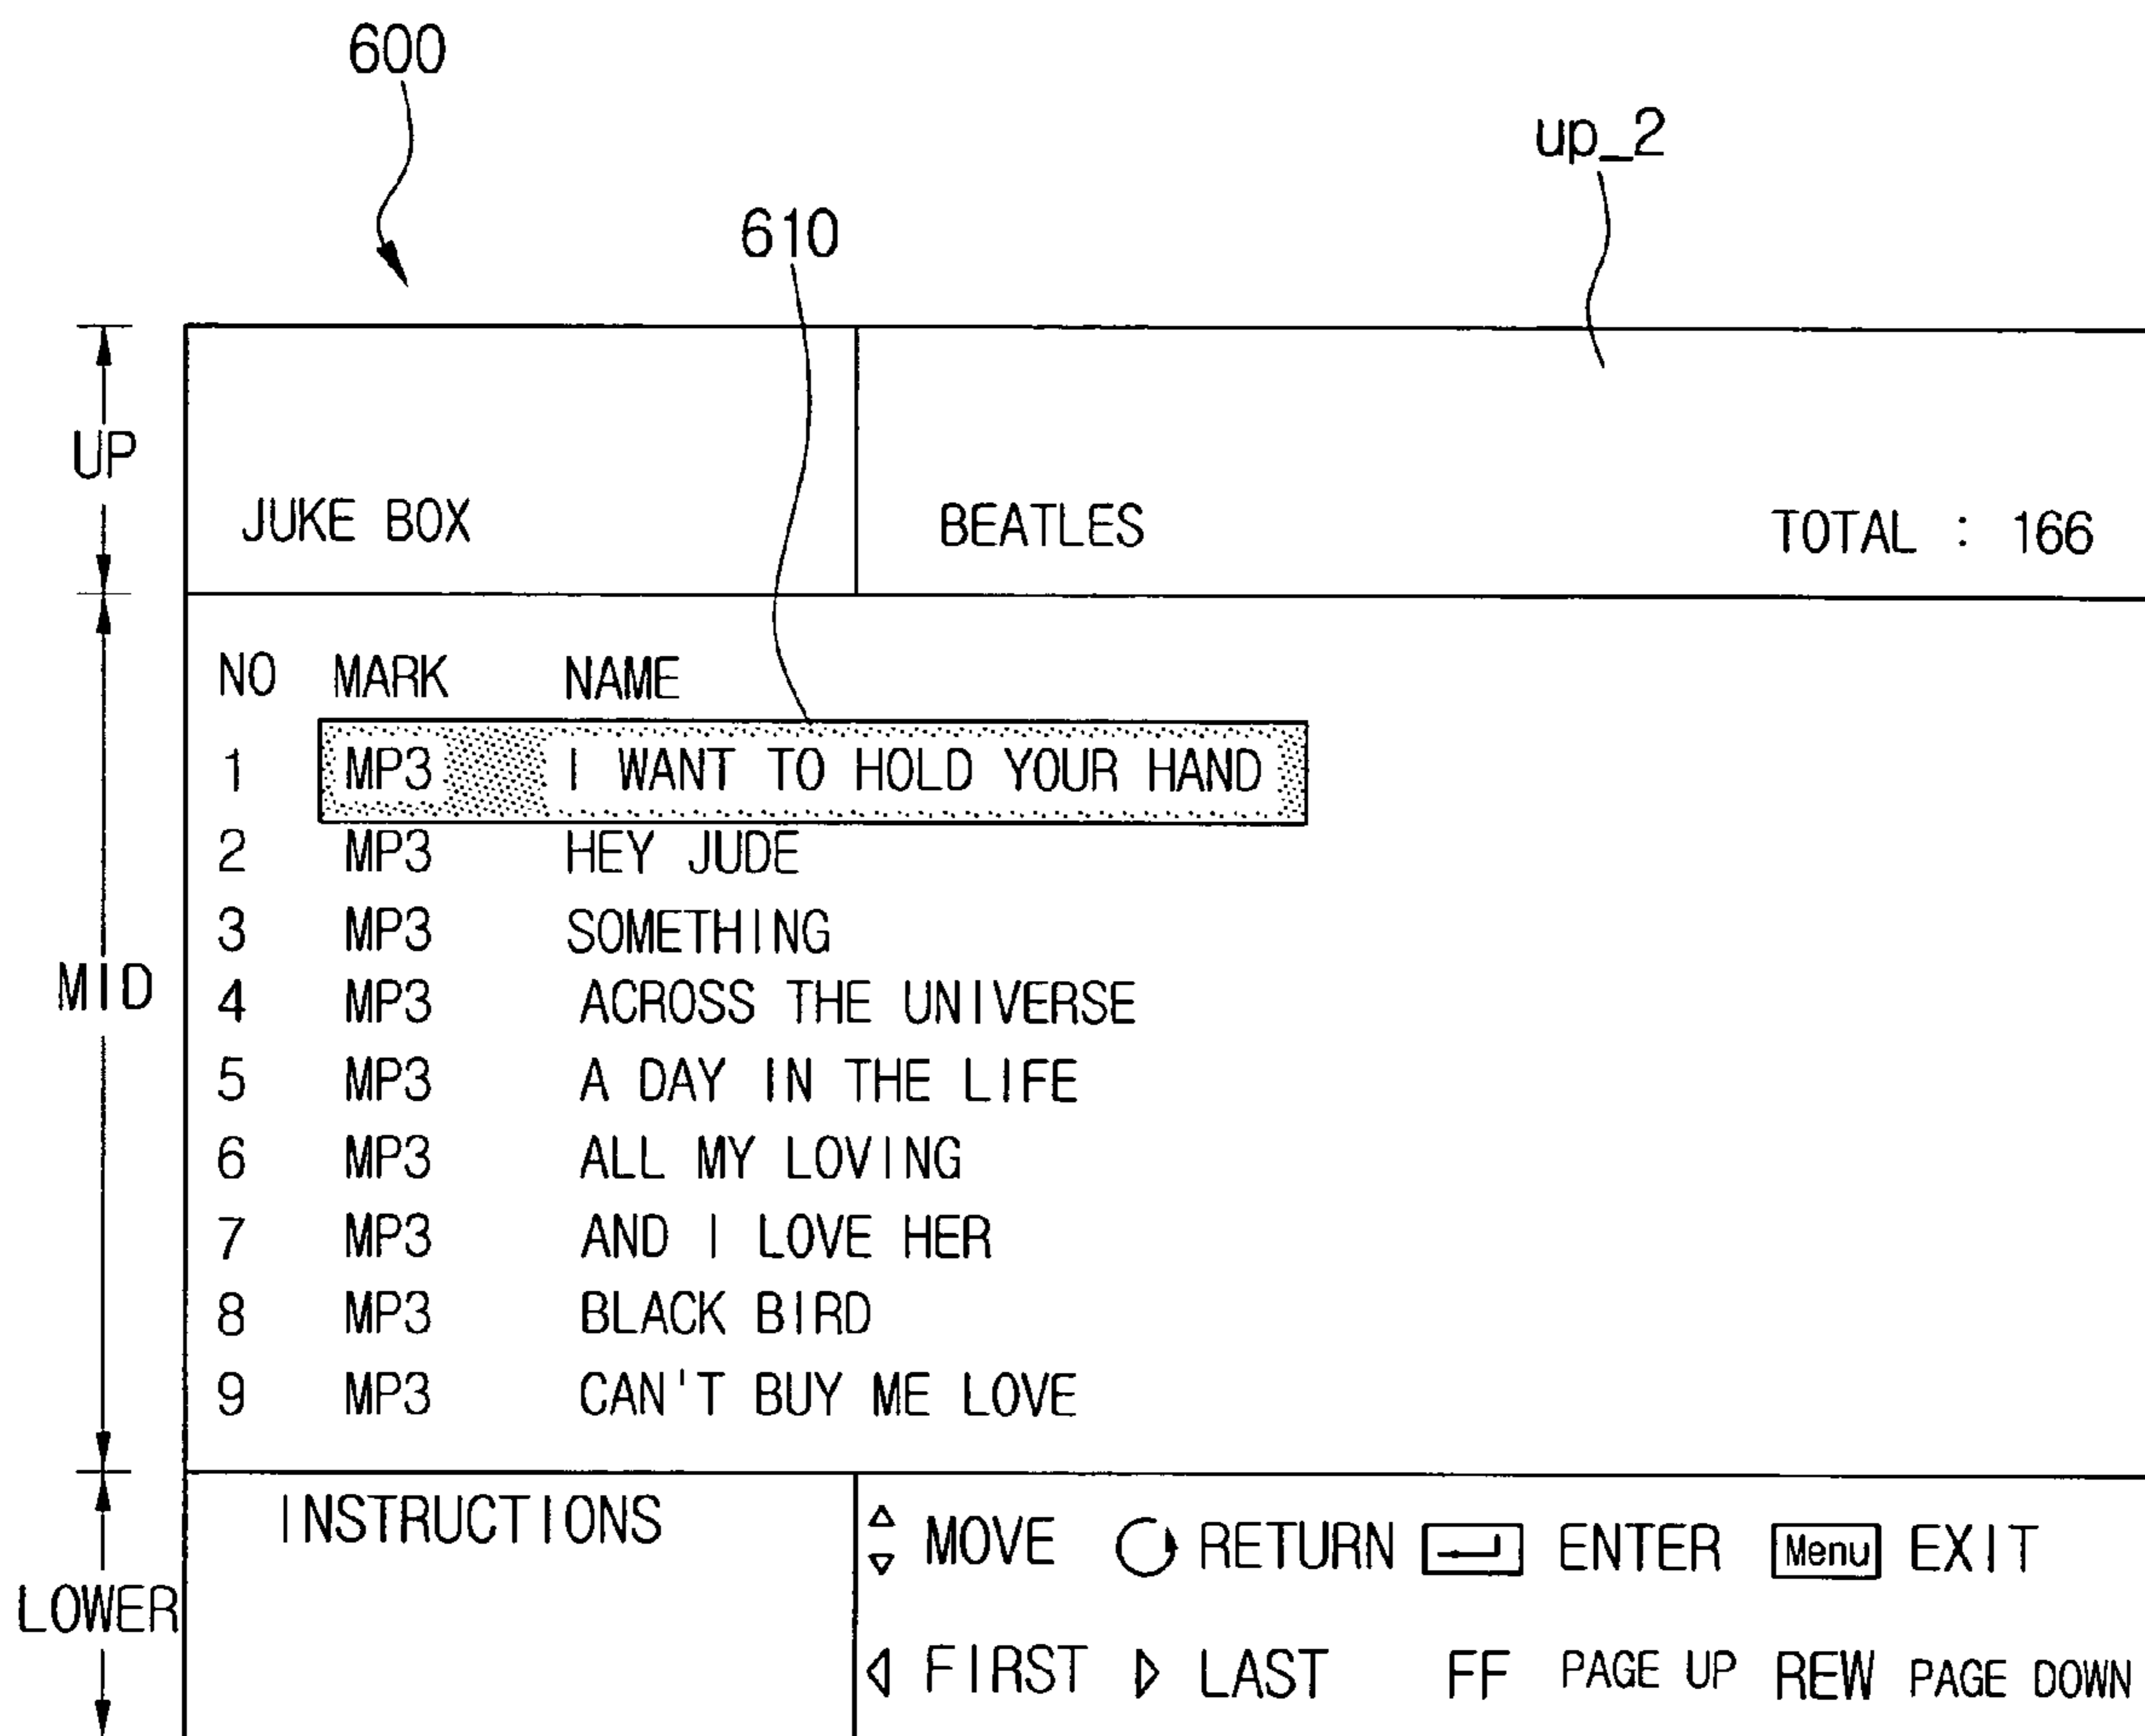 600
up_2
610
UP
JUKE BOX BEATLES TOTAL : 166
NO MARK NAME
1 MP3 I WANT TO HOLD YOUR HAND
2 MP3 HEY JUDE
3 MP3 SOMETHING
MID
4 MP3 ACROSS THE UNIVERSE
5 MP3 A DAY IN THE LIFE
6 MP3 ALL MY LOVING
7 MP3 AND I LOVE HER
8 MP3 BLACK BIRD
9 MP3 CAN'T BUY ME LOVE
LOWER
INSTRUCTIONS
MOVE RETURN ENTER Menu EXIT
FIRST LAST FF PAGE UP REW PAGE DOWN